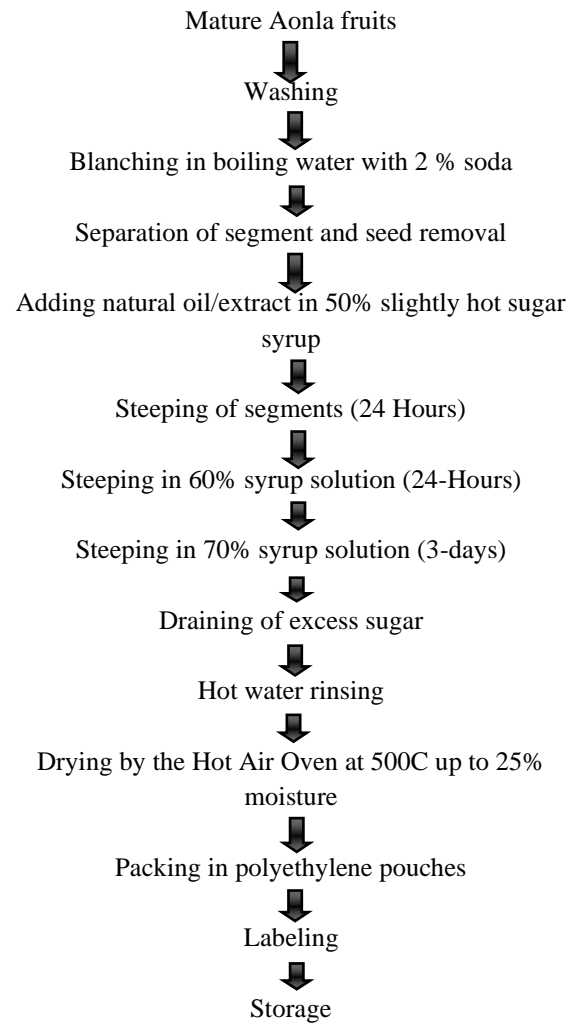 Mature Aonla fruits
Washing
Blanching in boiling water with 2 % soda
Separation of segment and seed removal
Adding natural oil/extract in 50% slightly hot sugar
syrup
Steeping of segments (24 Hours)
Steeping in 60% syrup solution (24-Hours)
Steeping in 70% syrup solution (3-days)
Draining of excess sugar
Hot water rinsing
Drying by the Hot Air Oven at 500C up to 25%
moisture
Packing in polyethylene pouches
Labeling
Storage